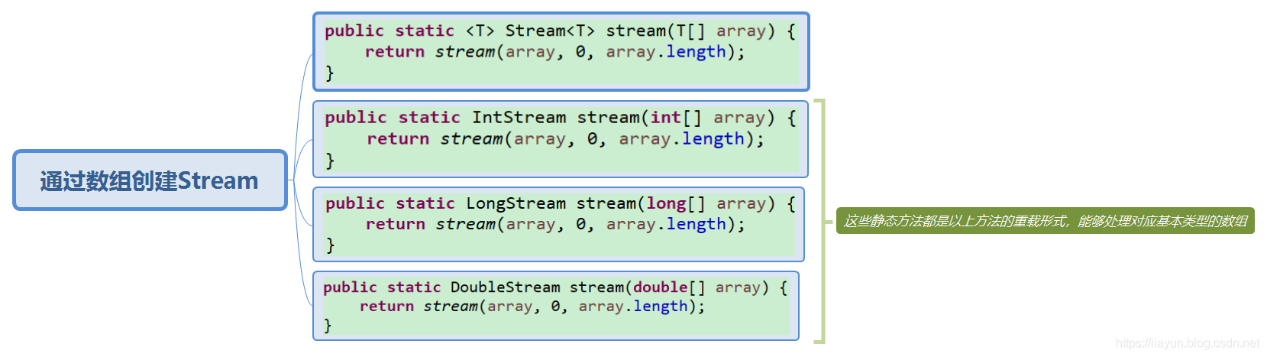 通过数组创建Stream
public static <T> Stream<T> stream(T[] array) {
    return stream(array, 0, array.length);
}
public static IntStream stream(int[] array) {
    return stream(array, 0, array.length);
}
public static LongStream stream(long[] array) {
    return stream(array, 0, array.length);
}
public static DoubleStream stream(double[] array) {
    return stream(array, 0, array.length);
}
这些静态方法都是以上方法的重载形式，能够处理对应基本类型的数组
https://liayun.blog.csdn.net